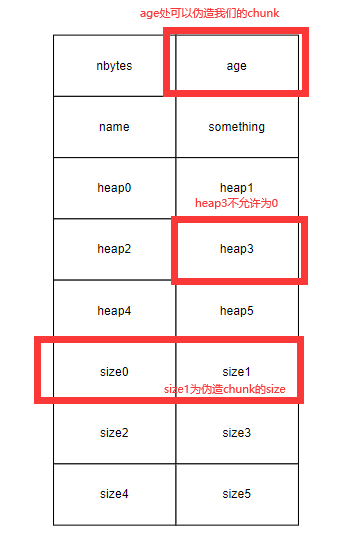 age处可以伪造我们的chunk
nbytes age
name something
heap0 heap1
heap3不允许为0
heap2 heap3
heap4 heap5
size0 size1
size1为伪造chunk的size
size2 size3
size4 size5